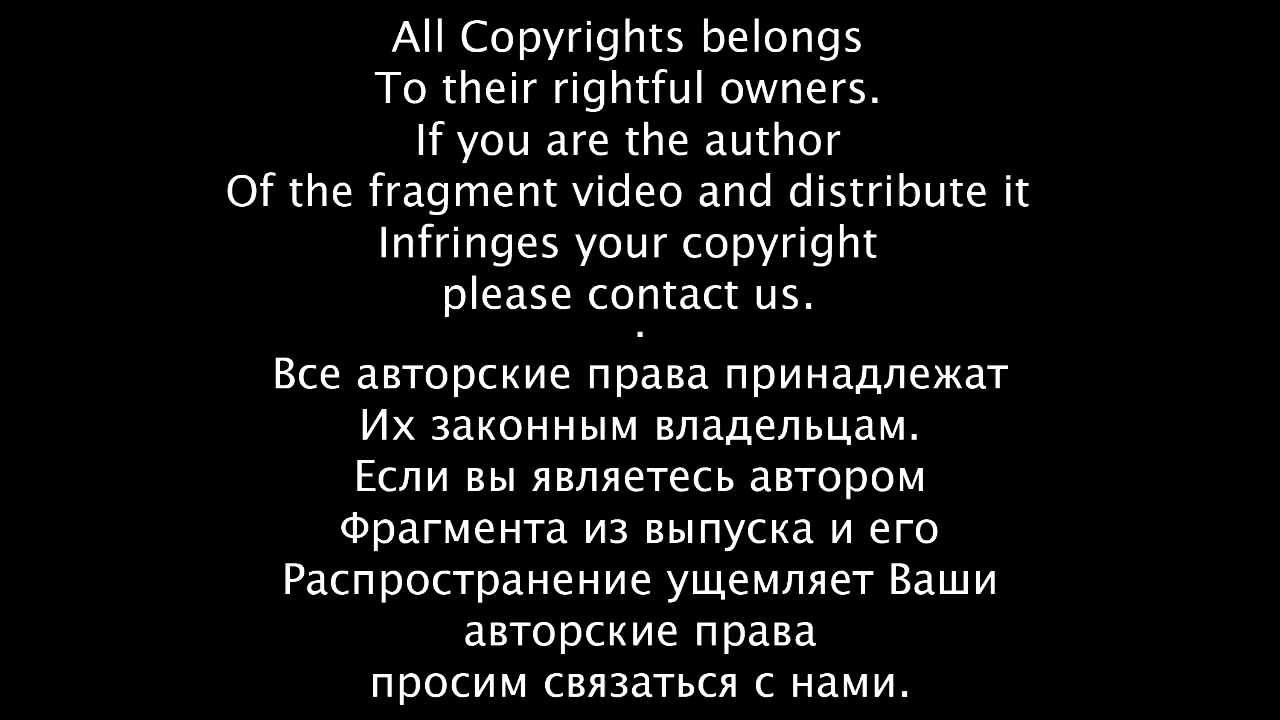 All Copyrights belongs
To their rightful owners.
If you are the author
Of the fragment video and distribute it
Infringes your copyright
please contact us.
.
Все авторские права принадлежат
Их законным владельцам.
Если вы являетесь автором
Фрагмента из выпуска и его
Распространение ущемляет Ваши
авторские права
просим связаться с нами.